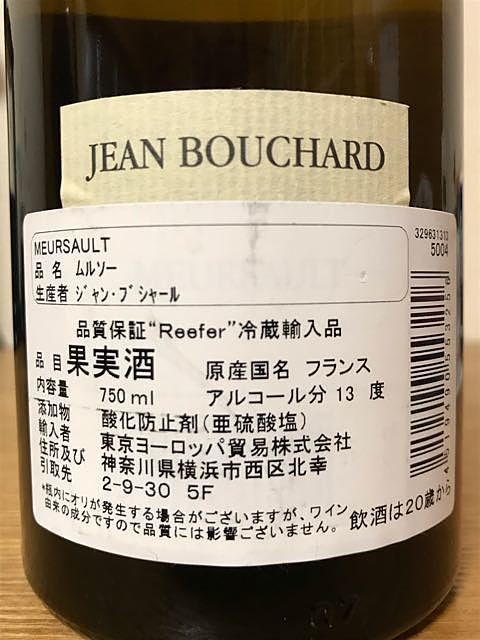 JEAN BOUCHARD
MEURSAULT
品名 ムルソー
生産者 ジャン・ブシャール
品質保証“Reefer”冷蔵輸入品
品目 果実酒 原産国名 フランス
内容量 750ml アルコール分 13 度
添加物 酸化防止剤(亜硫酸塩)
輸入者 東京ヨーロッパ貿易株式会社
住所及び 神奈川県横浜市西区北幸
引取先 2-9-30 5F
*瓶内にオリが発生する場合がございますが、ワイン
由来の成分ですので品質には影響ございません。
飲酒は20歳か
5004